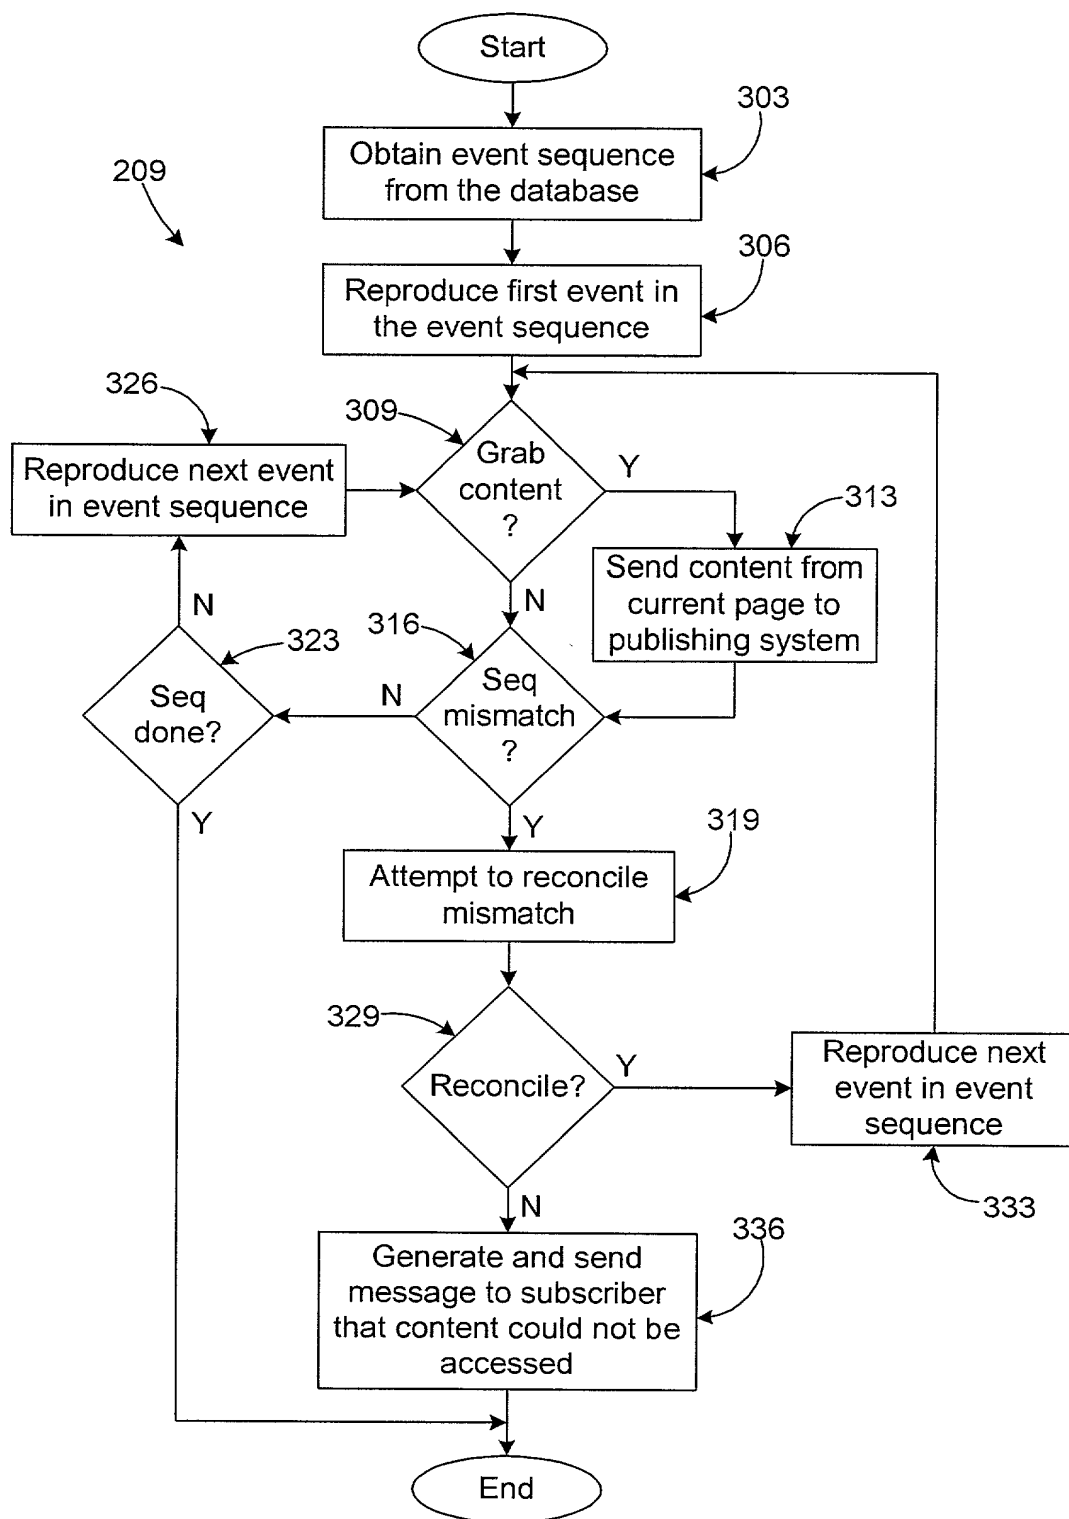 Start
303
Obtain event sequence
from the database
209
306
Reproduce first event in
the event sequence
326
309
Reproduce next event
in event sequence
Grab
content
?
Y
313
Send content from
current page to
publishing system
N
N
316
323
Seq
done?
N
Seq
mismatch
?
Y
Y
319
Attempt to reconcile
mismatch
329
Reconcile?
Y
Reproduce next
event in event
sequence
333
N
336
Generate and send
message to subscriber
that content could not be
accessed
End